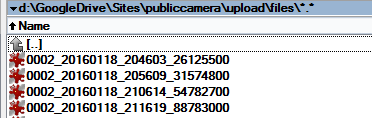 d:\GoogleDrive\Sites\publiccamera\upload\files\*.*
Name
[..]
0002_20160118_204603_26125500
0002_20160118_205609_31574800
0002_20160118_210614_54782700
0002_20160118_211619_88783000